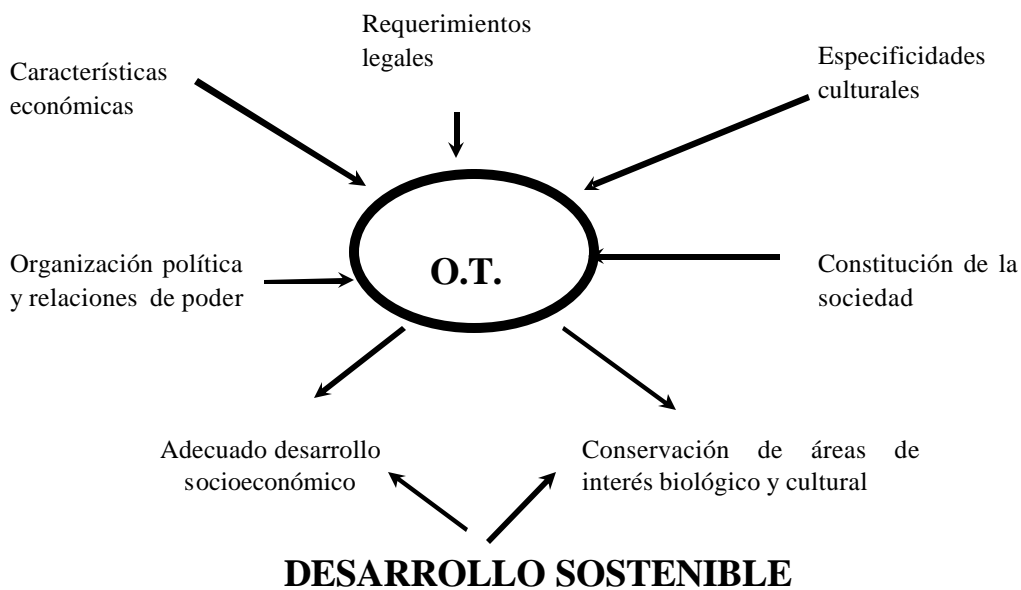 Requerimientos
legales
Características
económicas
Especificidades
culturales
O.T.
Organización política
y relaciones de poder
Constitución de la
sociedad
Adecuado desarrollo
socioeconómico
Conservación de áreas de
interés biológico y cultural
DESARROLLO SOSTENIBLE